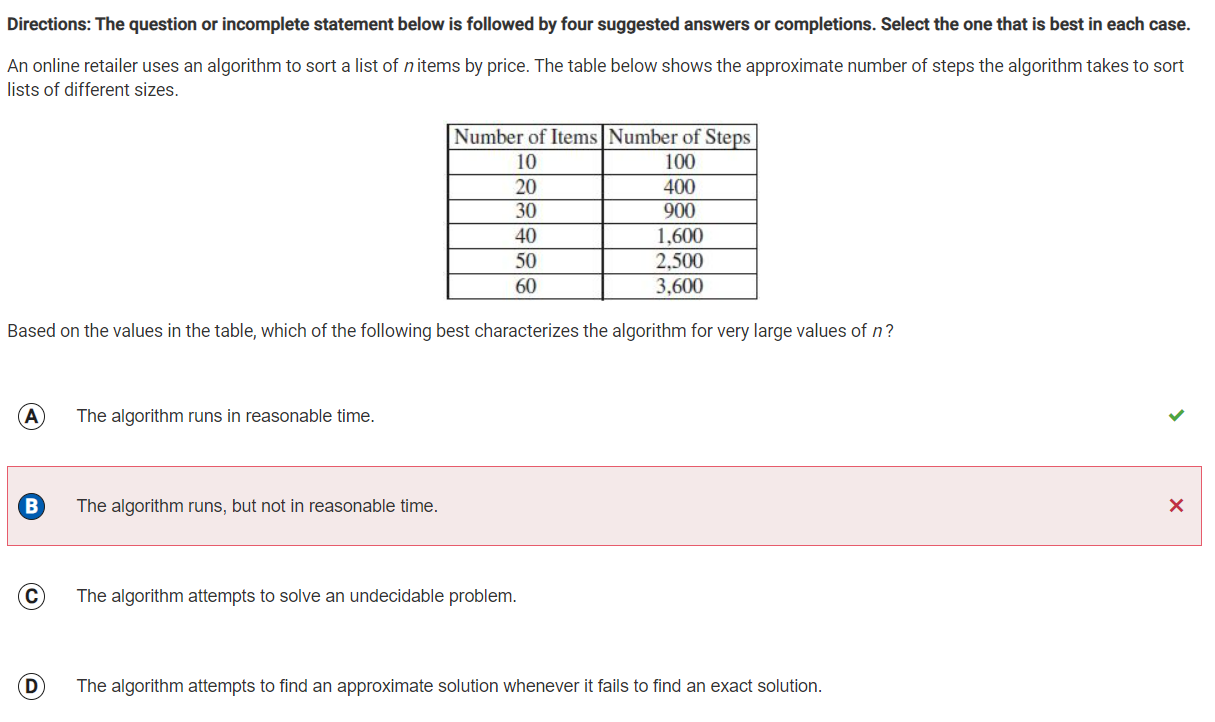 Directions: The question or incomplete statement below is followed by four suggested answers or completions. Select the one that is best in each case.
An online retailer uses an algorithm to sort a list of n items by price. The table below shows the approximate number of steps the algorithm takes to sort
lists of different sizes.
Number of Items Number of Steps
10 100
20 400
30 900
40 1,600
50 2,500
60 3,600
Based on the values in the table, which of the following best characterizes the algorithm for very large values of n?
A The algorithm runs in reasonable time.
B The algorithm runs, but not in reasonable time.
C The algorithm attempts to solve an undecidable problem.
D The algorithm attempts to find an approximate solution whenever it fails to find an exact solution.